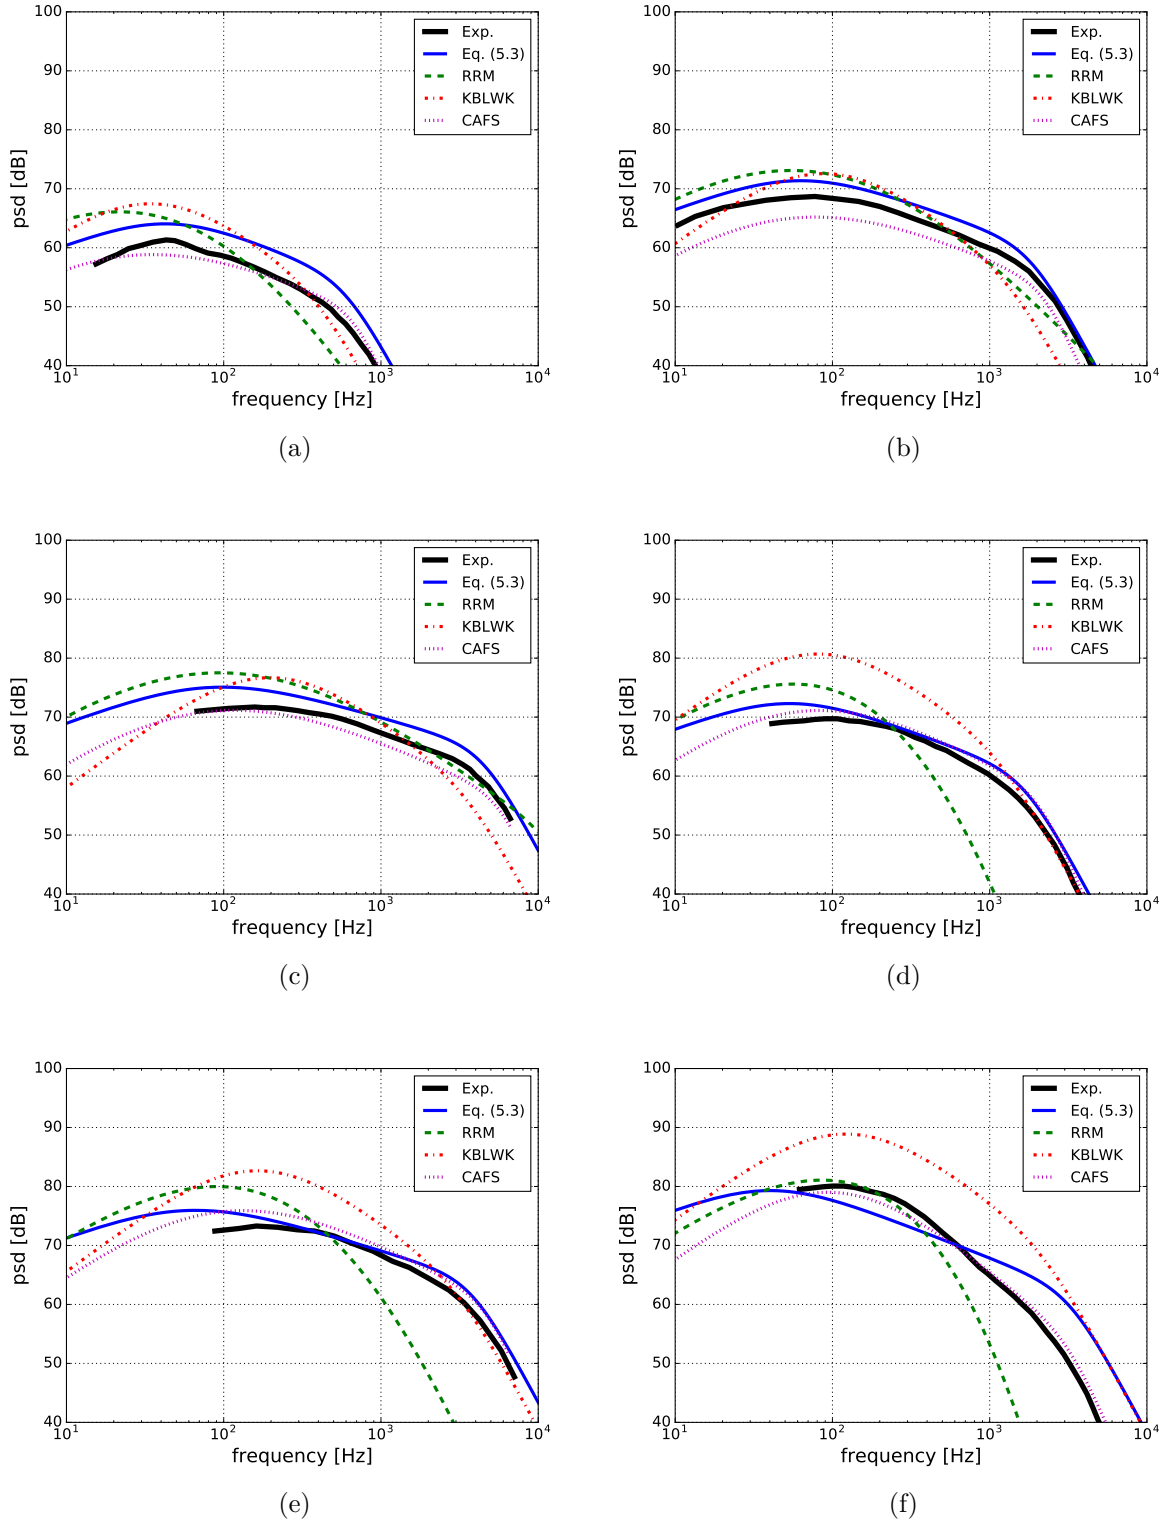 100
90
80
70
60
50
40
psd [dB]
10^1 10^2 10^3 10^4
frequency [Hz]
Exp.
Eq. (5.3)
RRM
KBLWK
CAFS
(a)
100
90
80
70
60
50
40
psd [dB]
10^1 10^2 10^3 10^4
frequency [Hz]
Exp.
Eq. (5.3)
RRM
KBLWK
CAFS
(b)
100
90
80
70
60
50
40
psd [dB]
10^1 10^2 10^3 10^4
frequency [Hz]
Exp.
Eq. (5.3)
RRM
KBLWK
CAFS
(c)
100
90
80
70
60
50
40
psd [dB]
10^1 10^2 10^3 10^4
frequency [Hz]
Exp.
Eq. (5.3)
RRM
KBLWK
CAFS
(d)
100
90
80
70
60
50
40
psd [dB]
10^1 10^2 10^3 10^4
frequency [Hz]
Exp.
Eq. (5.3)
RRM
KBLWK
CAFS
(e)
100
90
80
70
60
50
40
psd [dB]
10^1 10^2 10^3 10^4
frequency [Hz]
Exp.
Eq. (5.3)
RRM
KBLWK
CAFS
(f)